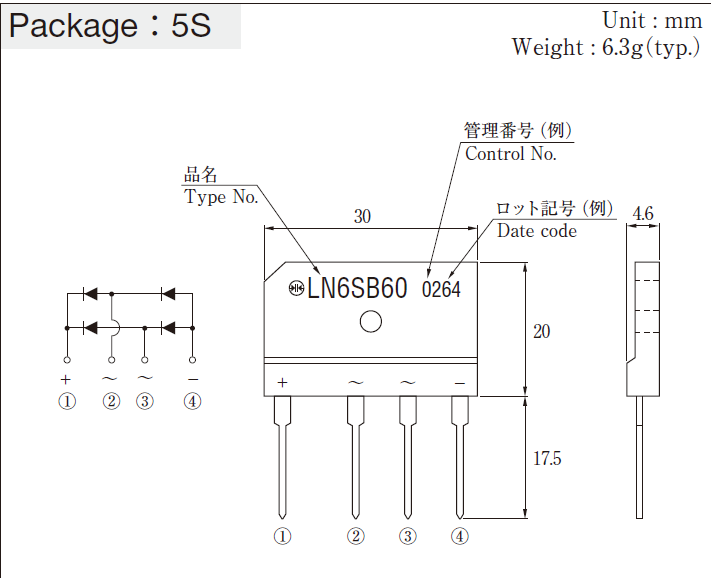 Package：5S
Unit : mm
Weight : 6.3g(typ.)
管理番号（例）
Control No.
品名
Type No.
ロット記号（例）
Date code
30
4.6
LN6SB60 0264
20
+ ～ ～ −
① ② ③ ④
+ ～ ～ −
17.5
① ② ③ ④